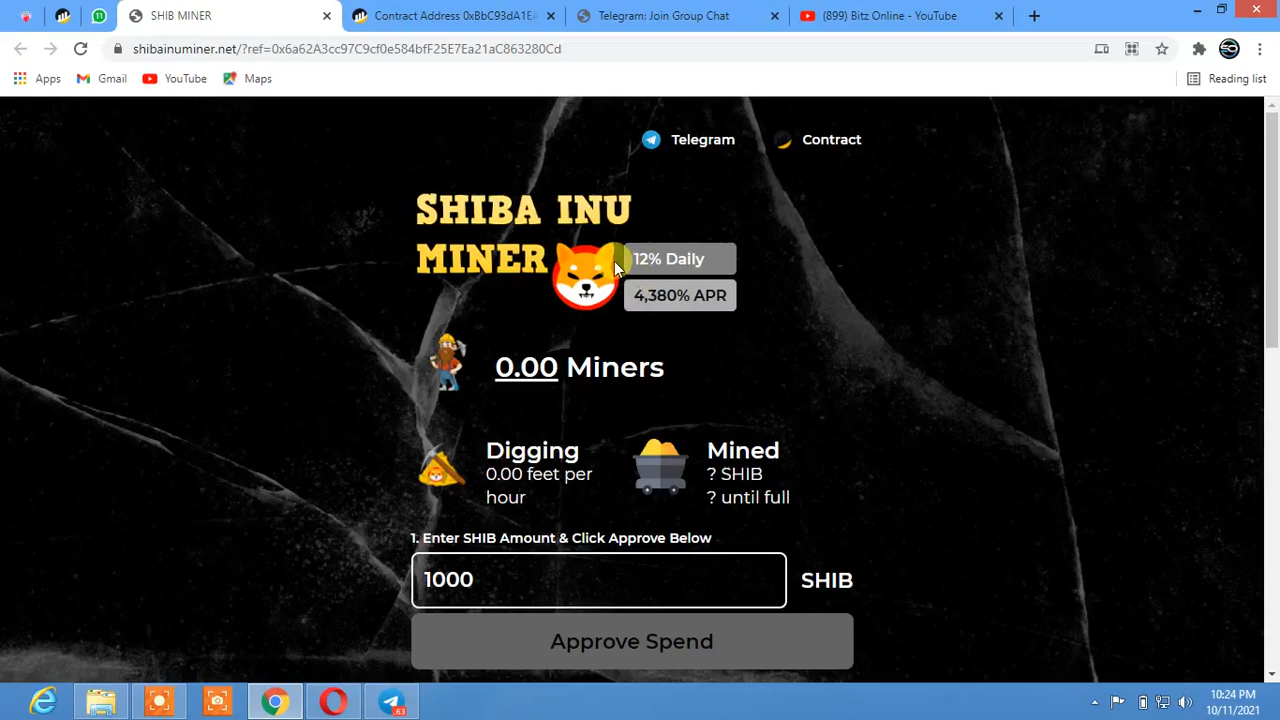 SHIB MINER
Contract Address 0xBbC93dA1EA
Telegram: Join Group Chat
(899) Bitz Online - YouTube
shibainuminer.net/?ref=0x6a62A3cc97C9cf0e584bfF25E7Ea21aC863280Cd
Apps
Gmail
YouTube
Maps
Reading list
Telegram
Contract
SHIBA INU
MINER
12% Daily
4,380% APR
0.00 Miners
Digging
0.00 feet per
hour
Mined
? SHIB
? until full
1. Enter SHIB Amount & Click Approve Below
1000
SHIB
Approve Spend
11
.63
10:24 PM
10/11/2021